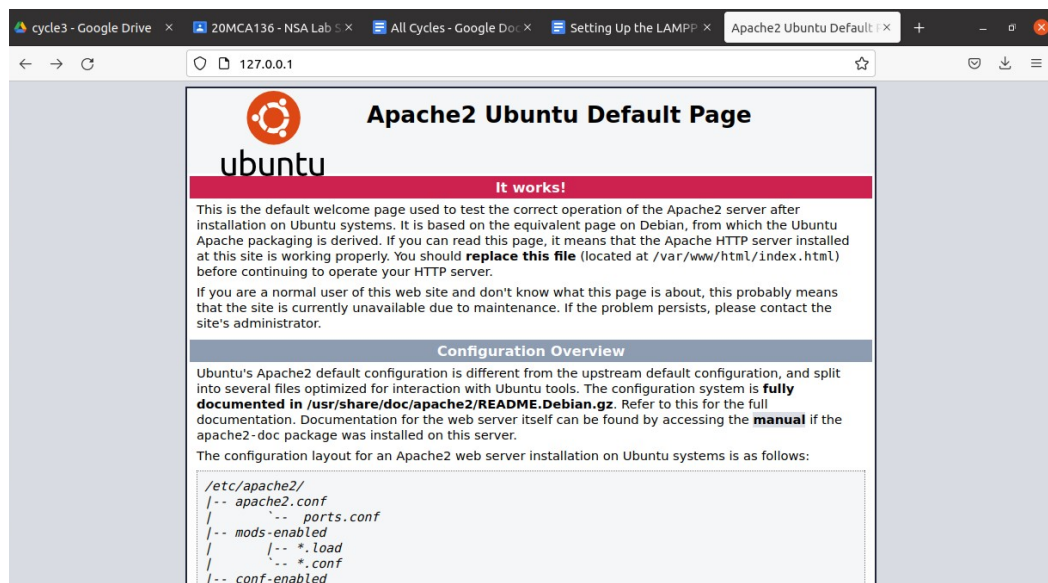 cycle3 - Google Drive
20MCA136 - NSA Lab S
All Cycles - Google Doc
Setting Up the LAMPP
Apache2 Ubuntu Default P
127.0.0.1
ubuntu
Apache2 Ubuntu Default Page
It works!
This is the default welcome page used to test the correct operation of the Apache2 server after
installation on Ubuntu systems. It is based on the equivalent page on Debian, from which the Ubuntu
Apache packaging is derived. If you can read this page, it means that the Apache HTTP server installed
at this site is working properly. You should replace this file (located at /var/www/html/index.html)
before continuing to operate your HTTP server.
If you are a normal user of this web site and don't know what this page is about, this probably means
that the site is currently unavailable due to maintenance. If the problem persists, please contact the
site's administrator.
Configuration Overview
Ubuntu's Apache2 default configuration is different from the upstream default configuration, and split
into several files optimized for interaction with Ubuntu tools. The configuration system is fully
documented in /usr/share/doc/apache2/README.Debian.gz. Refer to this for the full
documentation. Documentation for the web server itself can be found by accessing the manual if the
apache2-doc package was installed on this server.
The configuration layout for an Apache2 web server installation on Ubuntu systems is as follows:
/etc/apache2/
|-- apache2.conf
|       `--  ports.conf
|-- mods-enabled
|       |-- *.load
|       `-- *.conf
|-- conf-enabled